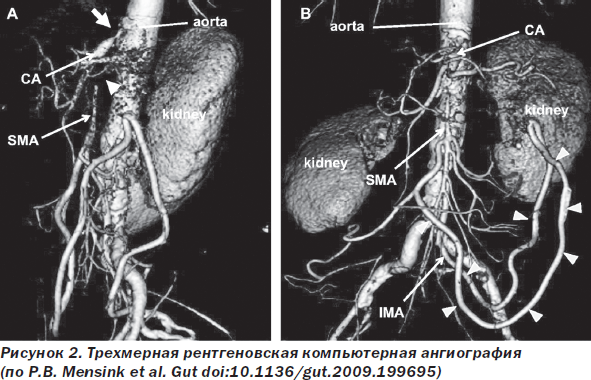 A
aorta
CA
kidney
SMA
B
aorta
CA
kidney
kidney
SMA
IMA
Рисунок 2. Трехмерная рентгеновская компьютерная ангиография
(по P.B. Mensink et al. Gut doi:10.1136/gut.2009.199695)